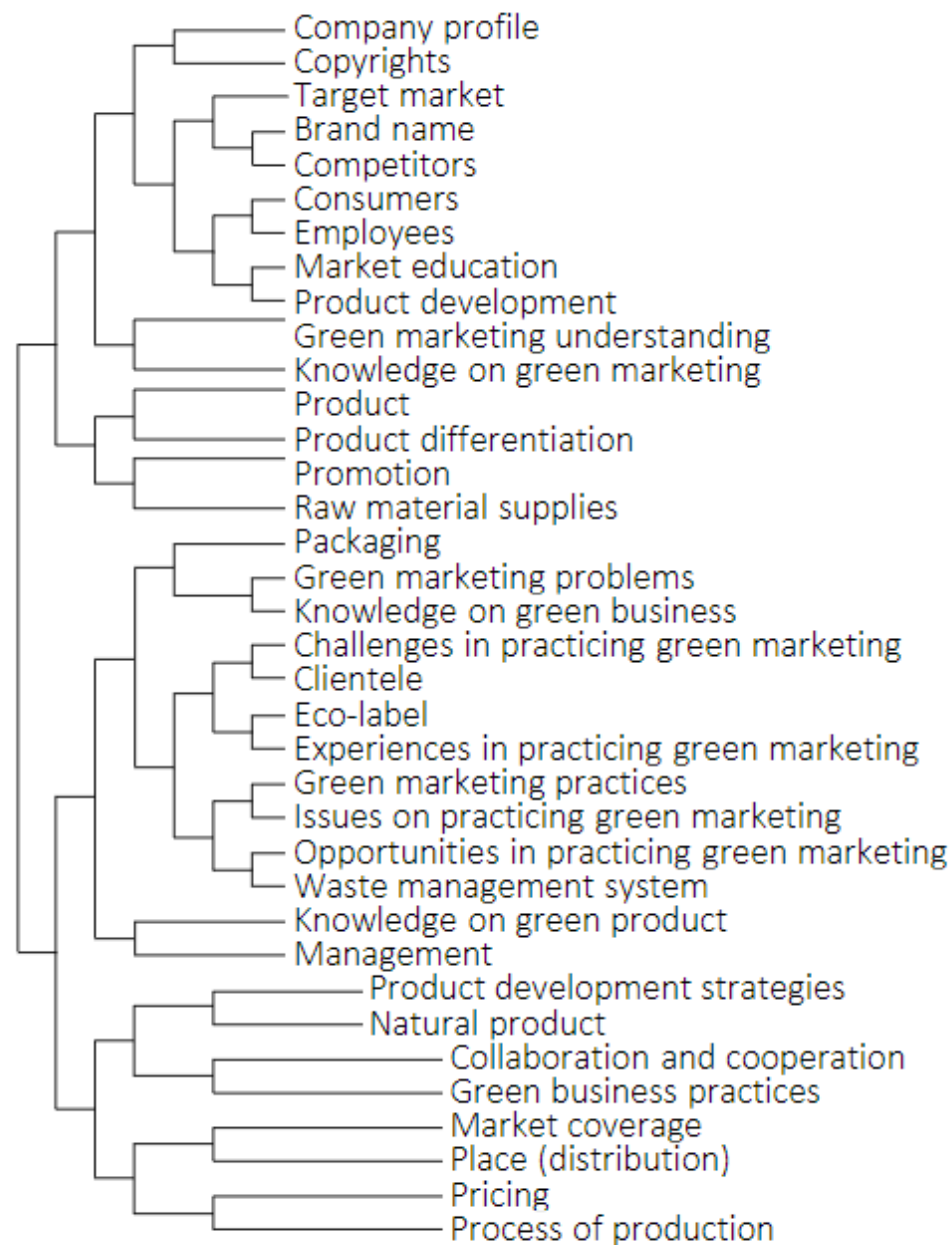 Company profile
Copyrights
Target market
Brand name
Competitors
Consumers
Employees
Market education
Product development
Green marketing understanding
Knowledge on green marketing
Product
Product differentiation
Promotion
Raw material supplies
Packaging
Green marketing problems
Knowledge on green business
Challenges in practicing green marketing
Clientele
Eco-label
Experiences in practicing green marketing
Green marketing practices
Issues on practicing green marketing
Opportunities in practicing green marketing
Waste management system
Knowledge on green product
Management
Product development strategies
Natural product
Collaboration and cooperation
Green business practices
Market coverage
Place (distribution)
Pricing
Process of production